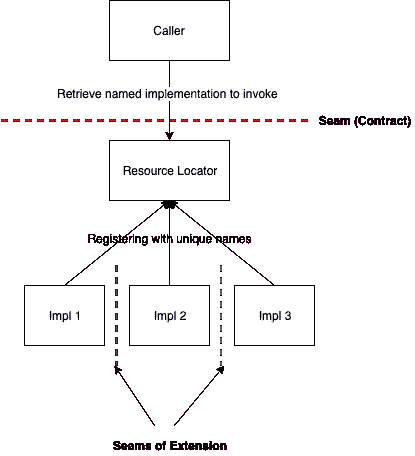 Caller
Retrieve named implementation to invoke
Seam (Contract)
Resource Locator
Registering with unique names
Impl 1
Impl 2
Impl 3
Seems of Extension